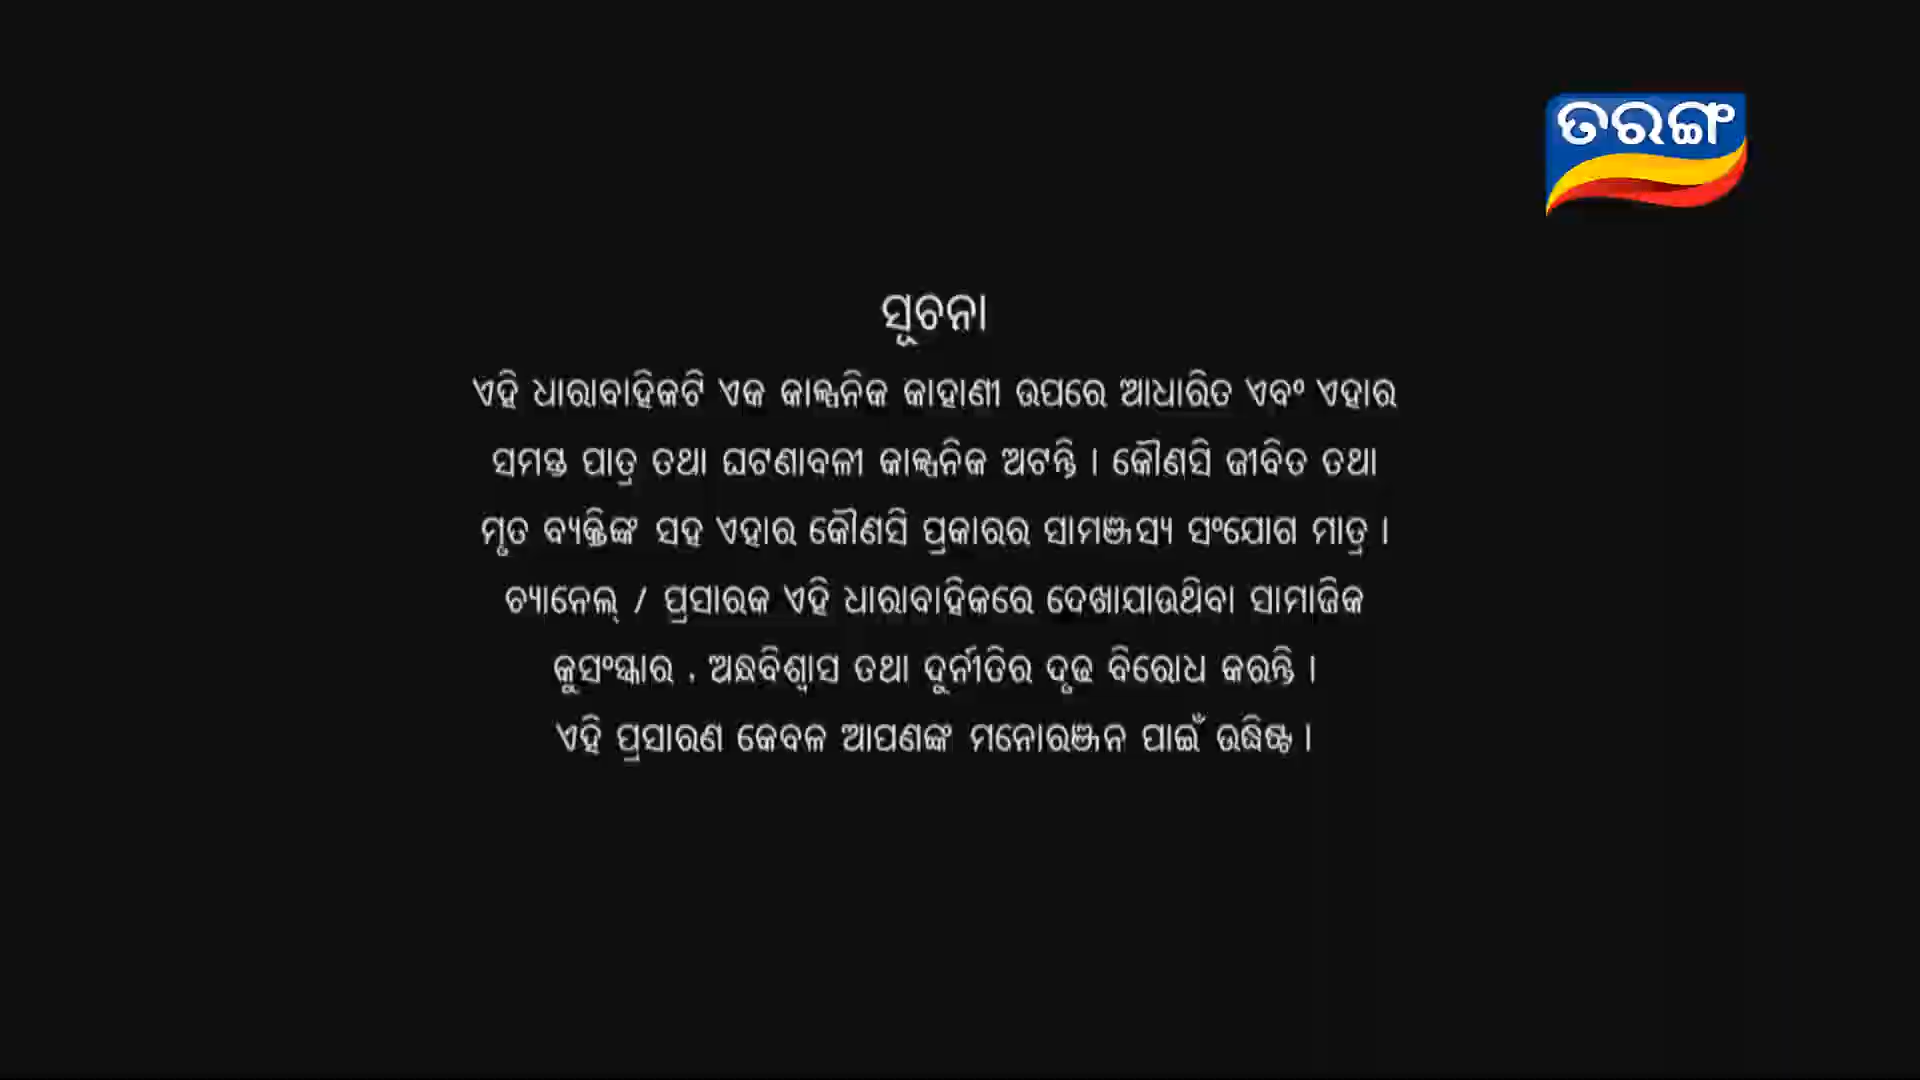 ତରଙ୍ଗ
ସୂଚନା
ଏହି ଧାରାବାହିକଟି ଏକ କାଳ୍ପନିକ କାହାଣୀ ଉପରେ ଆଧାରିତ ଏବଂ ଏହାର
ସମସ୍ତ ପାତ୍ର ତଥା ଘଟଣାବଳୀ କାଳ୍ପନିକ ଅଟନ୍ତି । କୌଣସି ଜୀବିତ ତଥା
ମୃତ ବ୍ୟକ୍ତିଙ୍କ ସହ ଏହାର କୌଣସି ପ୍ରକାରର ସାମଞ୍ଜସ୍ୟ ସଂଯୋଗ ମାତ୍ର ।
ଚ୍ୟାନେଲ୍ / ପ୍ରସାରକ ଏହି ଧାରାବାହିକରେ ଦେଖାଯାଉଥିବା ସାମାଜିକ
କୁସଂସ୍କାର , ଅନ୍ଧବିଶ୍ୱାସ ତଥା ଦୁର୍ନୀତିର ଦୃଢ ବିରୋଧ କରନ୍ତି ।
ଏହି ପ୍ରସାରଣ କେବଳ ଆପଣଙ୍କ ମନୋରଞ୍ଜନ ପାଇଁ ଉଦ୍ଧିଷ୍ଟ ।